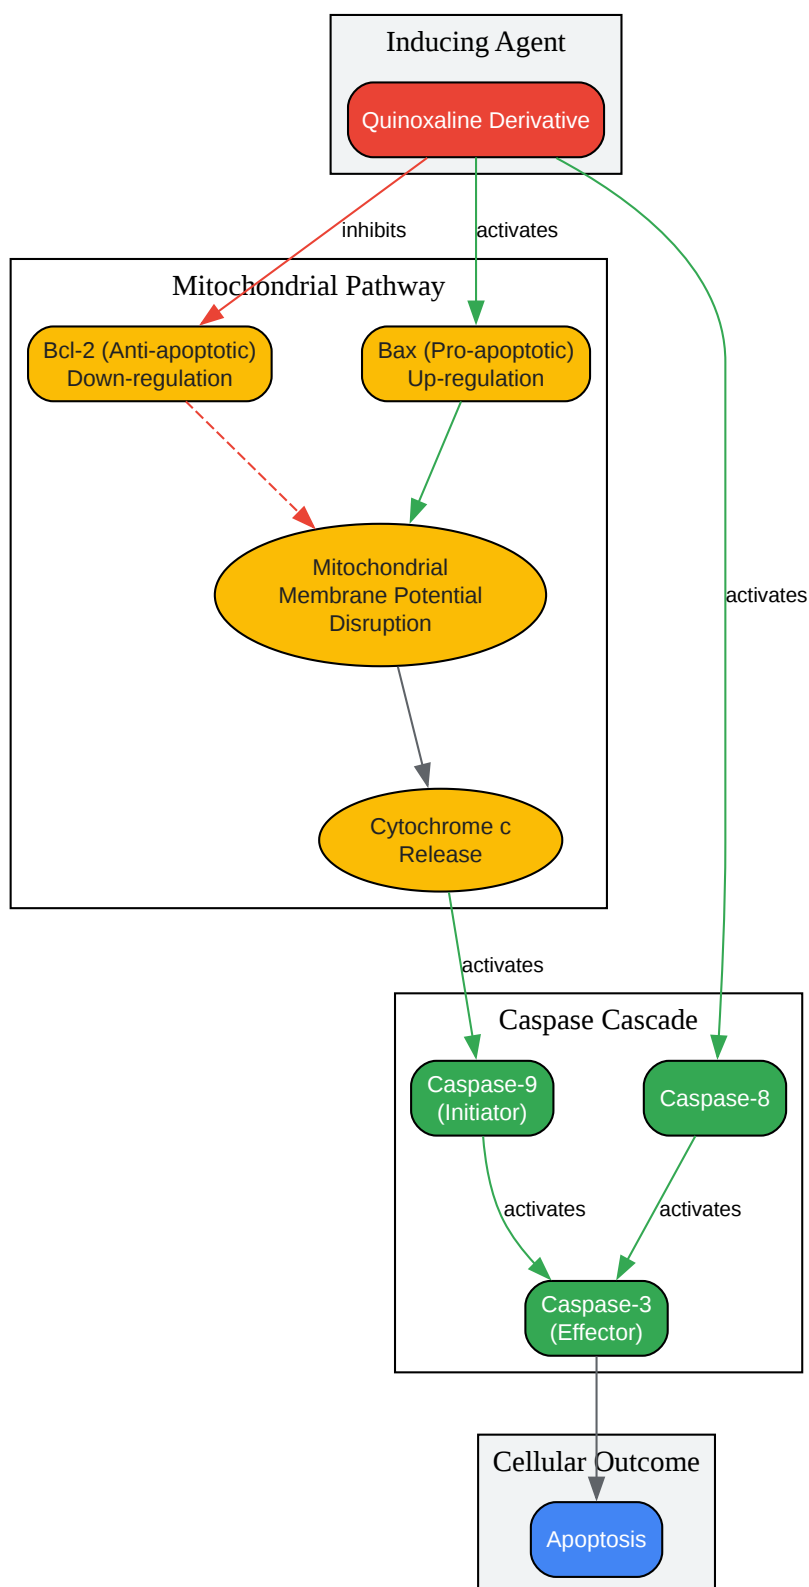 Inducing Agent
Quinoxaline Derivative
inhibits
activates
Mitochondrial Pathway
Bcl-2 (Anti-apoptotic)
Down-regulation
Bax (Pro-apoptotic)
Up-regulation
Mitochondrial
Membrane Potential
Disruption
activates
Cytochrome c
Release
activates
Caspase Cascade
Caspase-9
(Initiator)
Caspase-8
activates
activates
Caspase-3
(Effector)
Cellular Outcome
Apoptosis